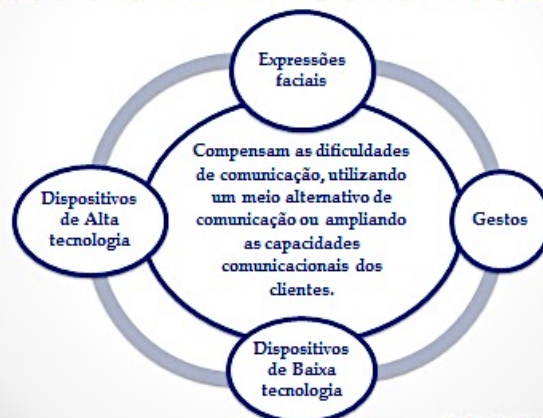 Expressões
faciais
Compensam as dificuldades
de comunicação, utilizando
um meio alternativo de
comunicação ou ampliando
as capacidades
comunicacionais dos
clientes.
Dispositivos
de Alta
tecnologia
Gestos
Dispositivos
de Baixa
tecnologia